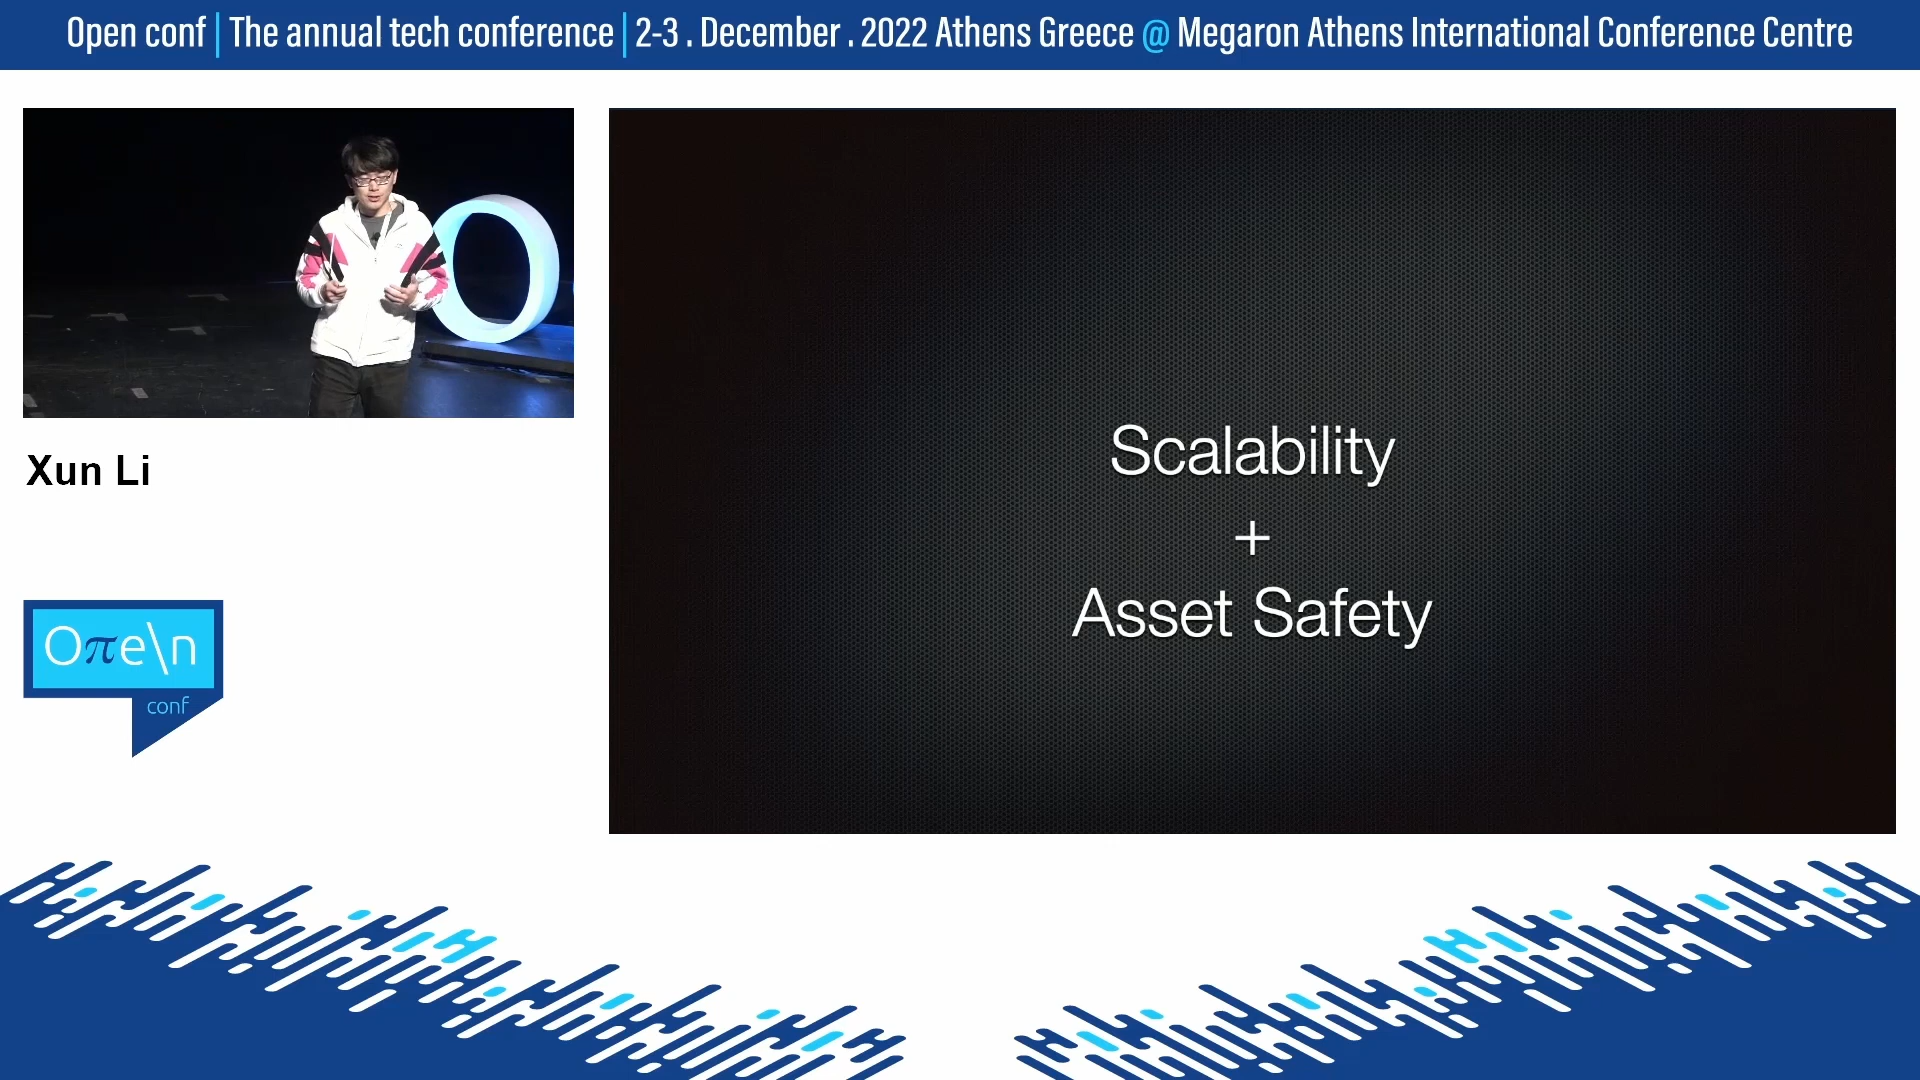 Open conf | The annual tech conference | 2-3 . December . 2022 Athens Greece @ Megaron Athens International Conference Centre
Xun Li
Oπe\n
conf
Scalability
+
Asset Safety